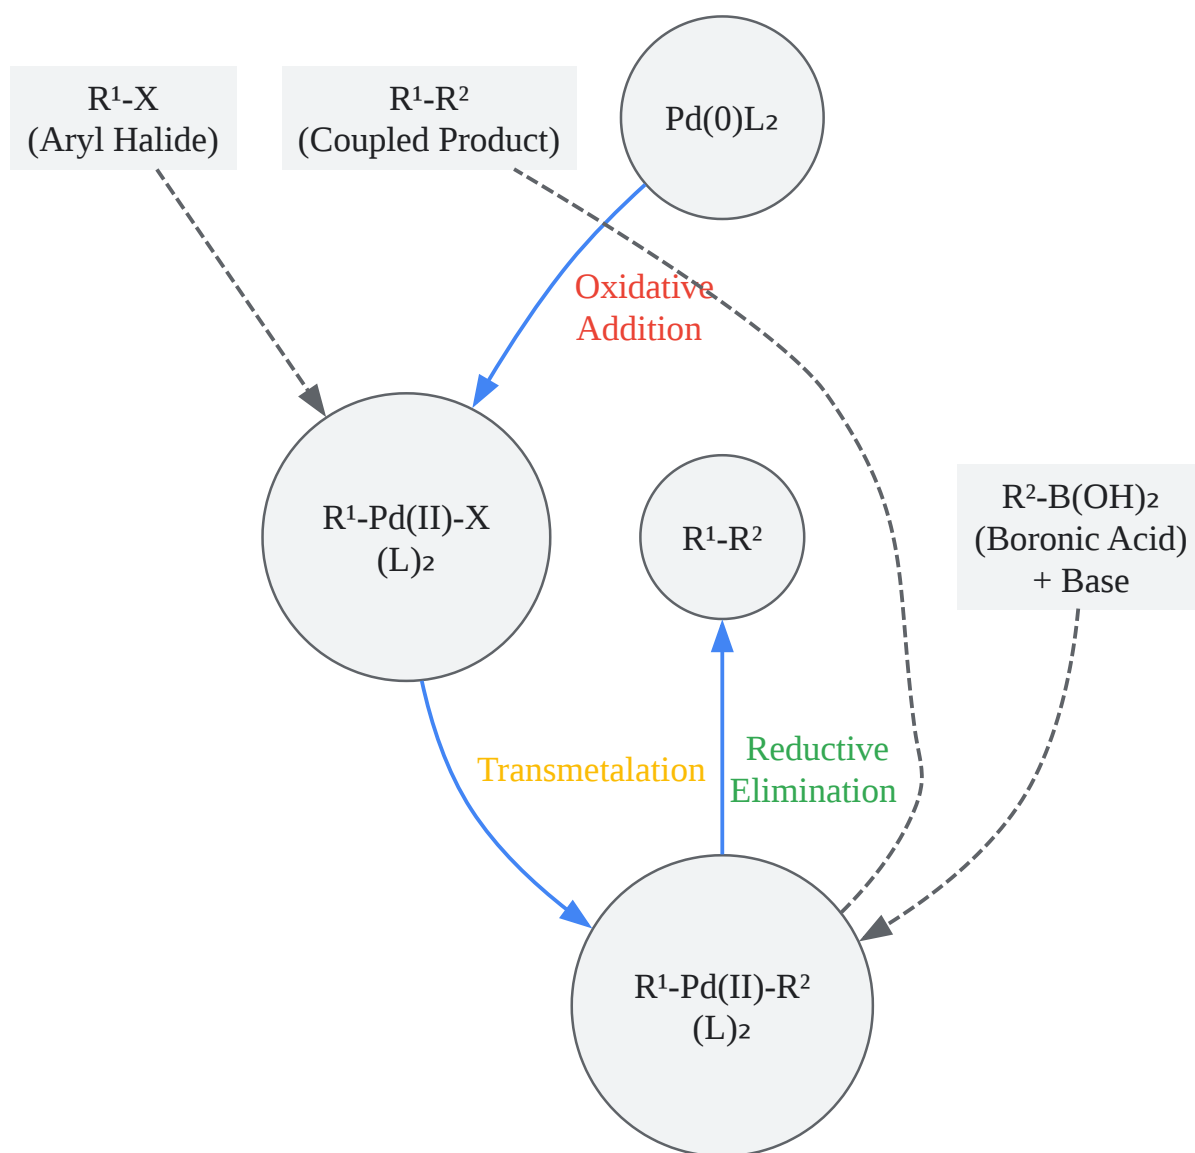 R¹-X
(Aryl Halide)
R¹-R²
(Coupled Product)
Pd(0)L₂
Oxidative
Addition
R¹-Pd(II)-X
(L)₂
R¹-R²
R²-B(OH)₂
(Boronic Acid)
+ Base
Transmetalation
Reductive
Elimination
R¹-Pd(II)-R²
(L)₂